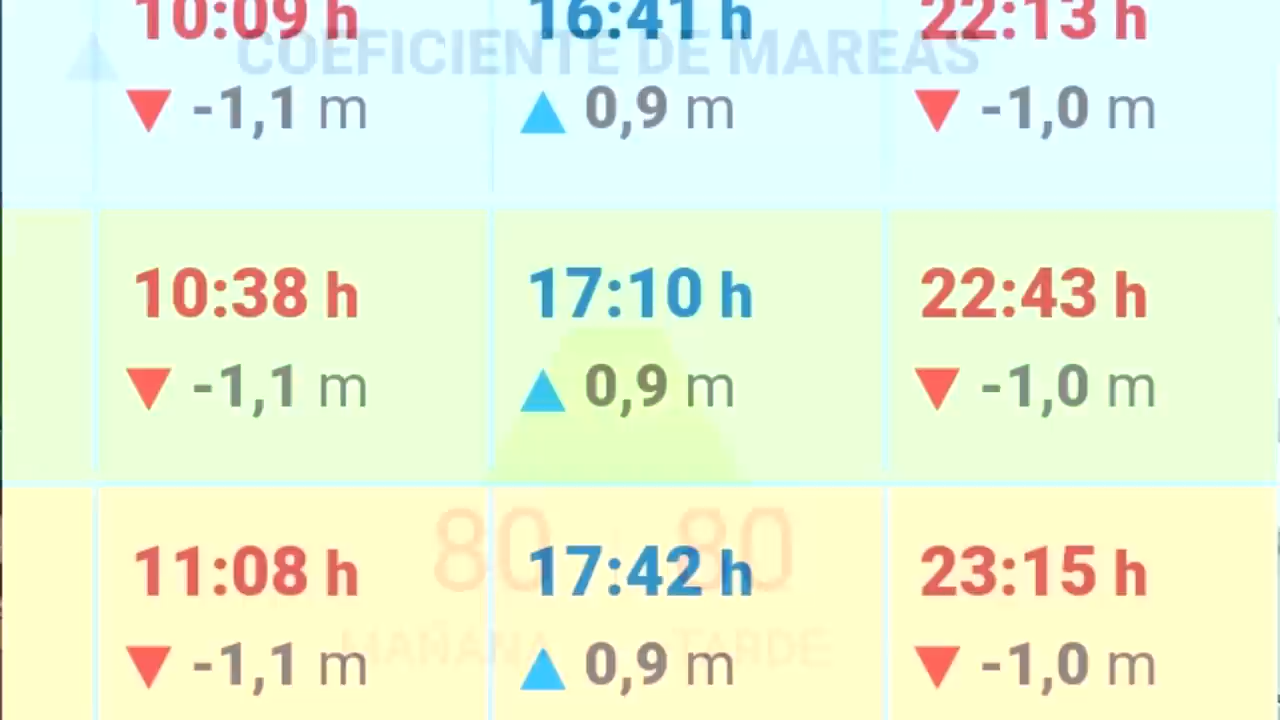 10:09 h 16:41 h 22:13 h
COEFICIENTE DE MAREAS
▼ -1,1 m ▲ 0,9 m ▼ -1,0 m
10:38 h 17:10 h 22:43 h
▼ -1,1 m ▲ 0,9 m ▼ -1,0 m
80 80
11:08 h 17:42 h 23:15 h
MAÑANA TARDE
▼ -1,1 m ▲ 0,9 m ▼ -1,0 m